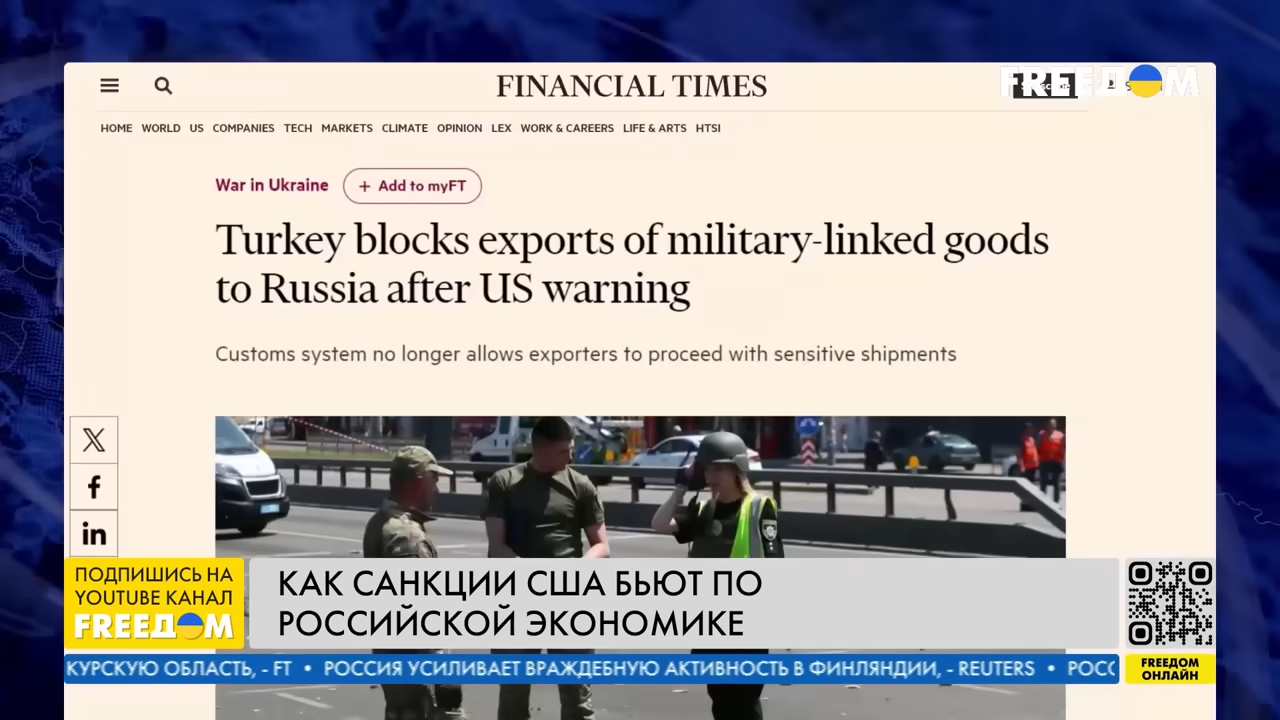 FINANCIAL TIMES
FREEДOM
HOME WORLD US COMPANIES TECH MARKETS CLIMATE OPINION LEX WORK & CAREERS LIFE & ARTS HTSI
War in Ukraine + Add to myFT
Turkey blocks exports of military-linked goods
to Russia after US warning
Customs system no longer allows exporters to proceed with sensitive shipments
ПОДПИШИСЬ НА
YOUTUBE КАНАЛ
FREEДOM
КАК САНКЦИИ США БЬЮТ ПО
РОССИЙСКОЙ ЭКОНОМИКЕ
КУРСКУЮ ОБЛАСТЬ, - FT • РОССИЯ УСИЛИВАЕТ ВРАЖДЕБНУЮ АКТИВНОСТЬ В ФИНЛЯНДИИ, - REUTERS •
FREEДOM
ОНЛАЙН